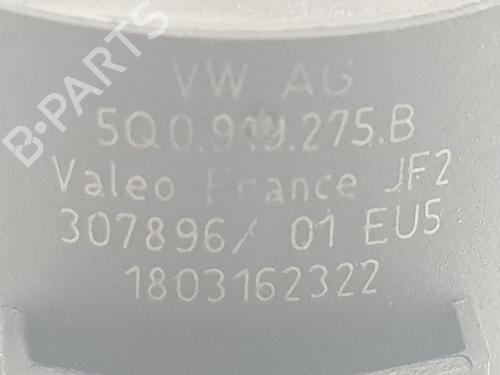 B-PARTS
VW AG
5Q0.919.275.B
Valeo France JF2
307896/ 01 EU5
1803162322